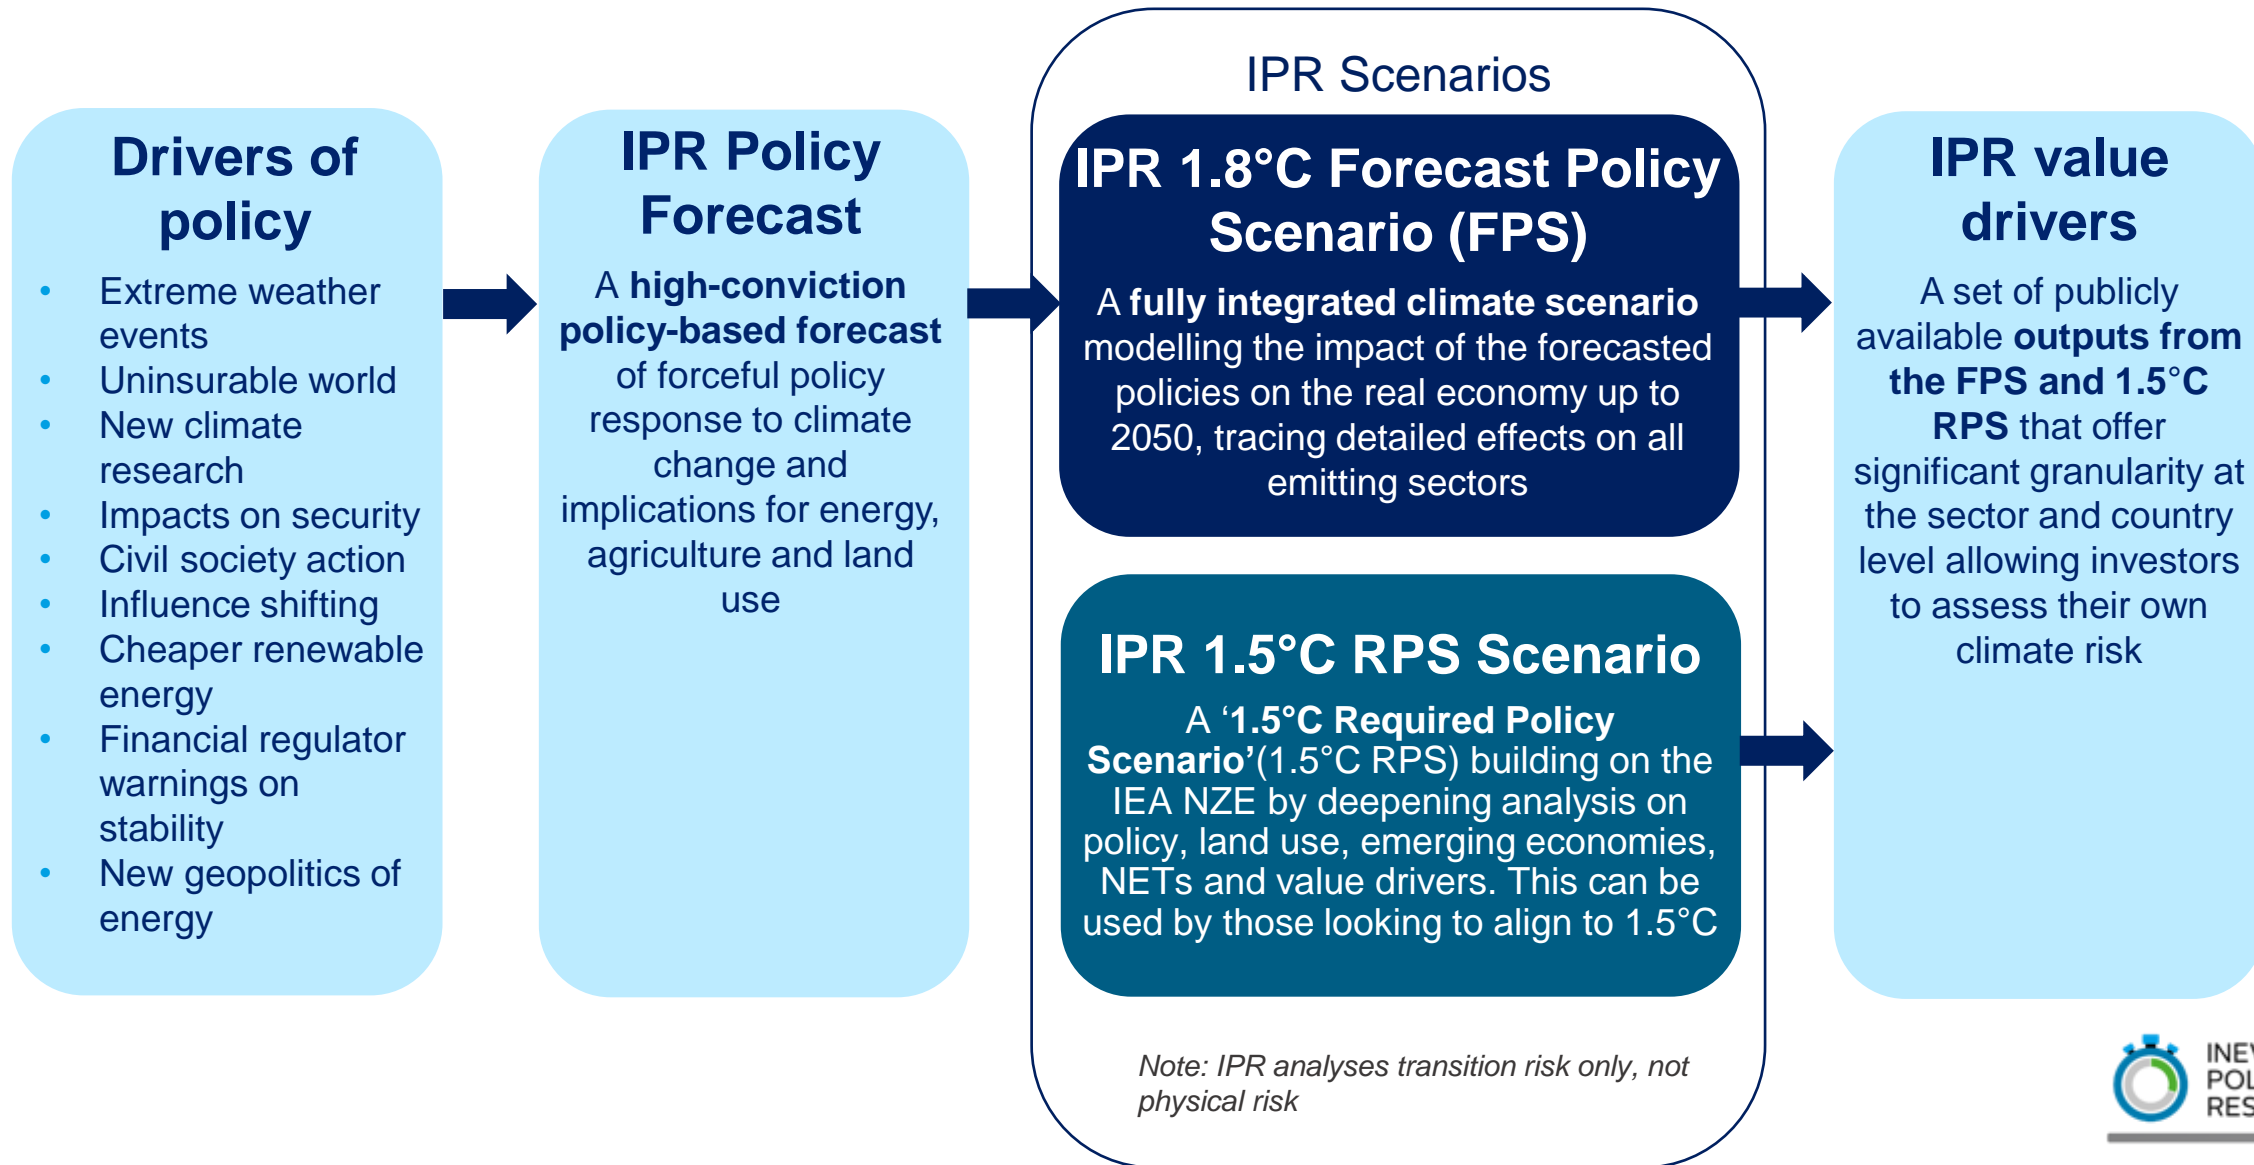 Drivers of
policy
• Extreme weather
events
• Uninsurable world
• New climate
research
• Impacts on security
• Civil society action
• Influence shifting
• Cheaper renewable
energy
• Financial regulator
warnings on
stability
• New geopolitics of
energy
IPR Policy
Forecast
A high-conviction
policy-based forecast
of forceful policy
response to climate
change and
implications for energy,
agriculture and land
use
IPR Scenarios
IPR 1.8°C Forecast Policy
Scenario (FPS)
A fully integrated climate scenario
modelling the impact of the forecasted
policies on the real economy up to
2050, tracing detailed effects on all
emitting sectors
IPR 1.5°C RPS Scenario
A ‘1.5°C Required Policy
Scenario’(1.5°C RPS) building on the
IEA NZE by deepening analysis on
policy, land use, emerging economies,
NETs and value drivers. This can be
used by those looking to align to 1.5°C
Note: IPR analyses transition risk only, not
physical risk
IPR value
drivers
A set of publicly
available outputs from
the FPS and 1.5°C
RPS that offer
significant granularity at
the sector and country
level allowing investors
to assess their own
climate risk